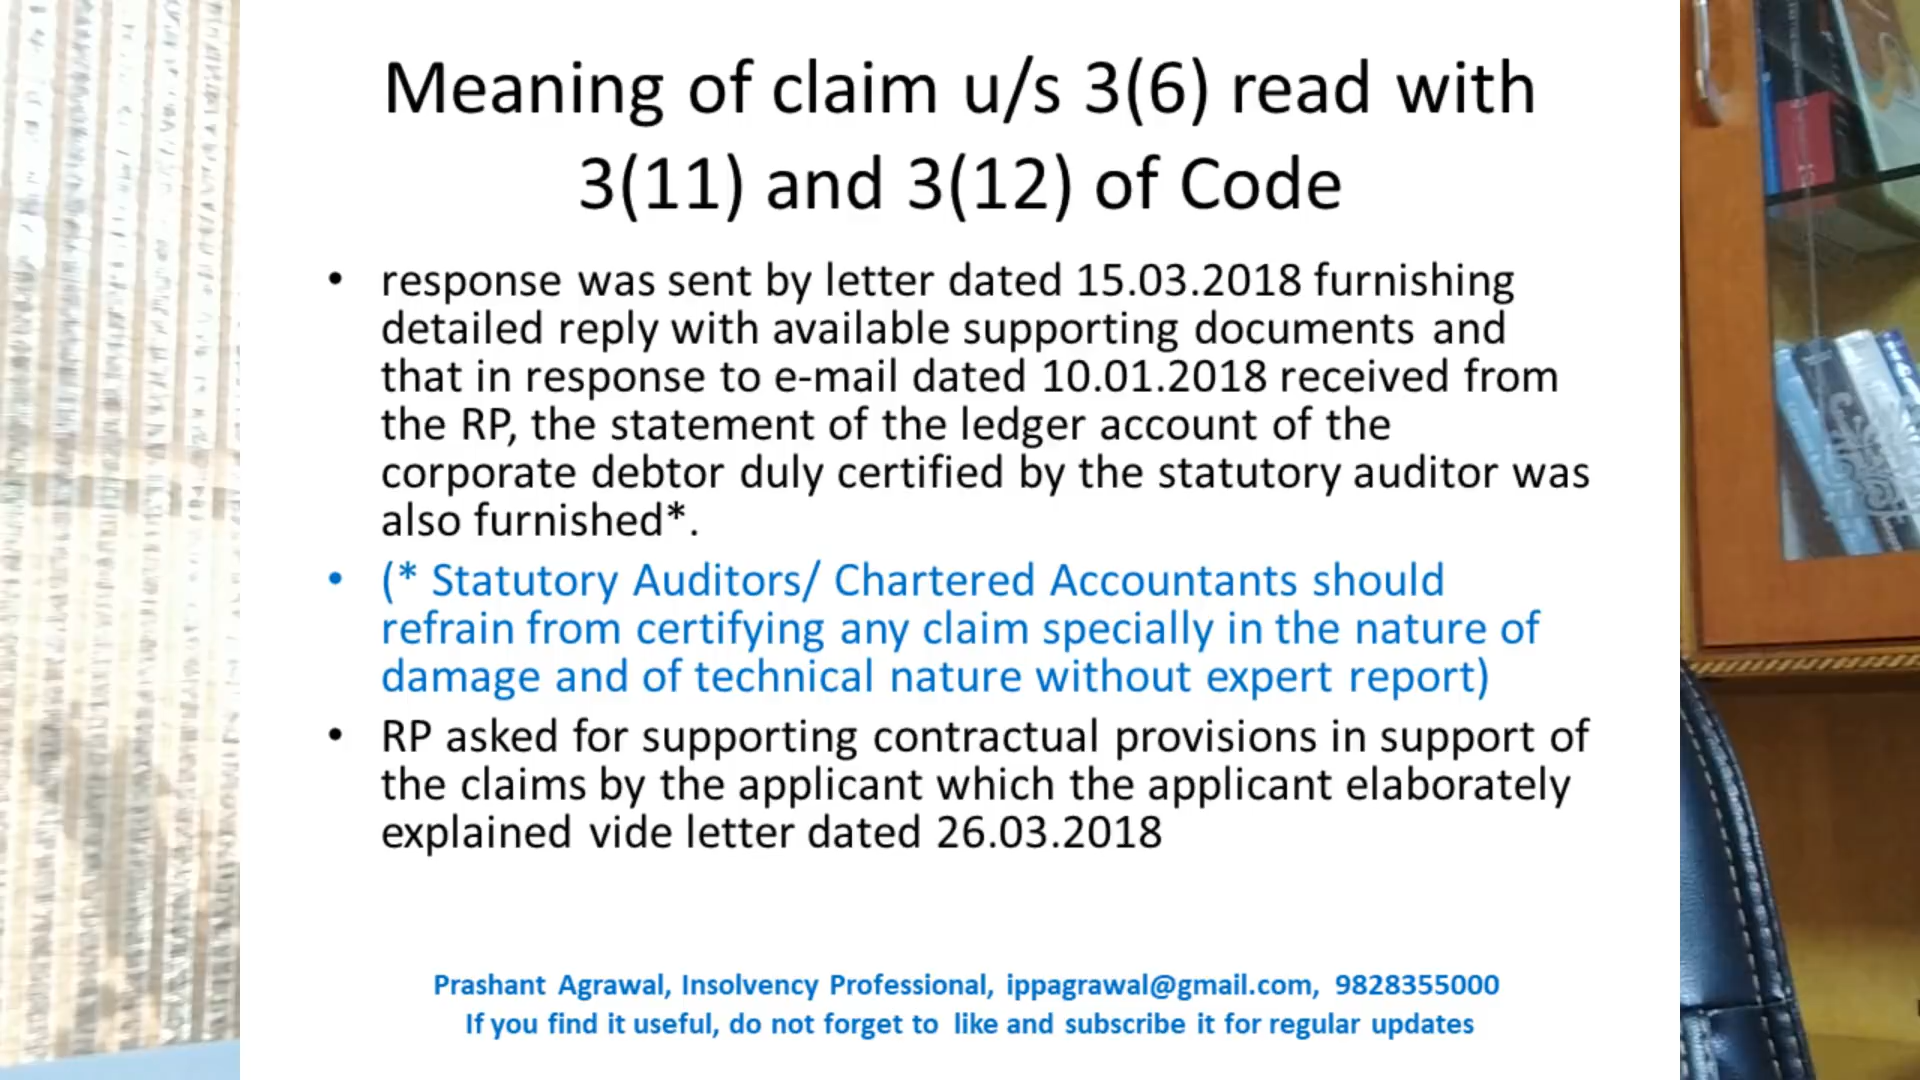 Meaning of claim u/s 3(6) read with
3(11) and 3(12) of Code
• response was sent by letter dated 15.03.2018 furnishing
detailed reply with available supporting documents and
that in response to e-mail dated 10.01.2018 received from
the RP, the statement of the ledger account of the
corporate debtor duly certified by the statutory auditor was
also furnished*.
• (* Statutory Auditors/ Chartered Accountants should
refrain from certifying any claim specially in the nature of
damage and of technical nature without expert report)
• RP asked for supporting contractual provisions in support of
the claims by the applicant which the applicant elaborately
explained vide letter dated 26.03.2018
Prashant Agrawal, Insolvency Professional, ippagrawal@gmail.com, 9828355000
If you find it useful, do not forget to like and subscribe it for regular updates